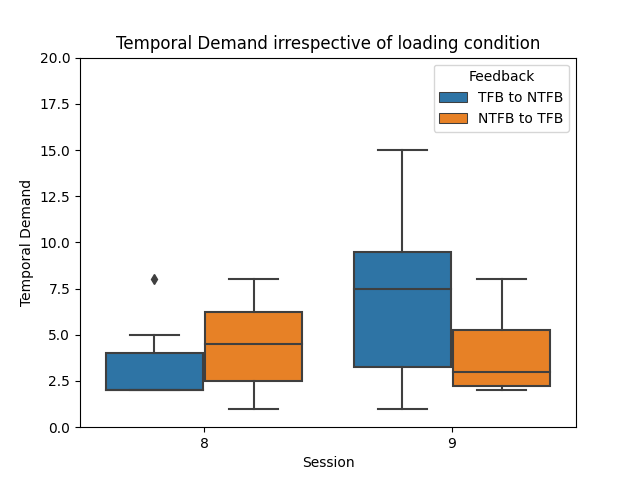 Temporal Demand irrespective of loading condition
20.0
17.5
15.0
12.5
10.0
7.5
5.0
2.5
0.0
Temporal Demand
Feedback
TFB to NTFB
NTFB to TFB
8
9
Session